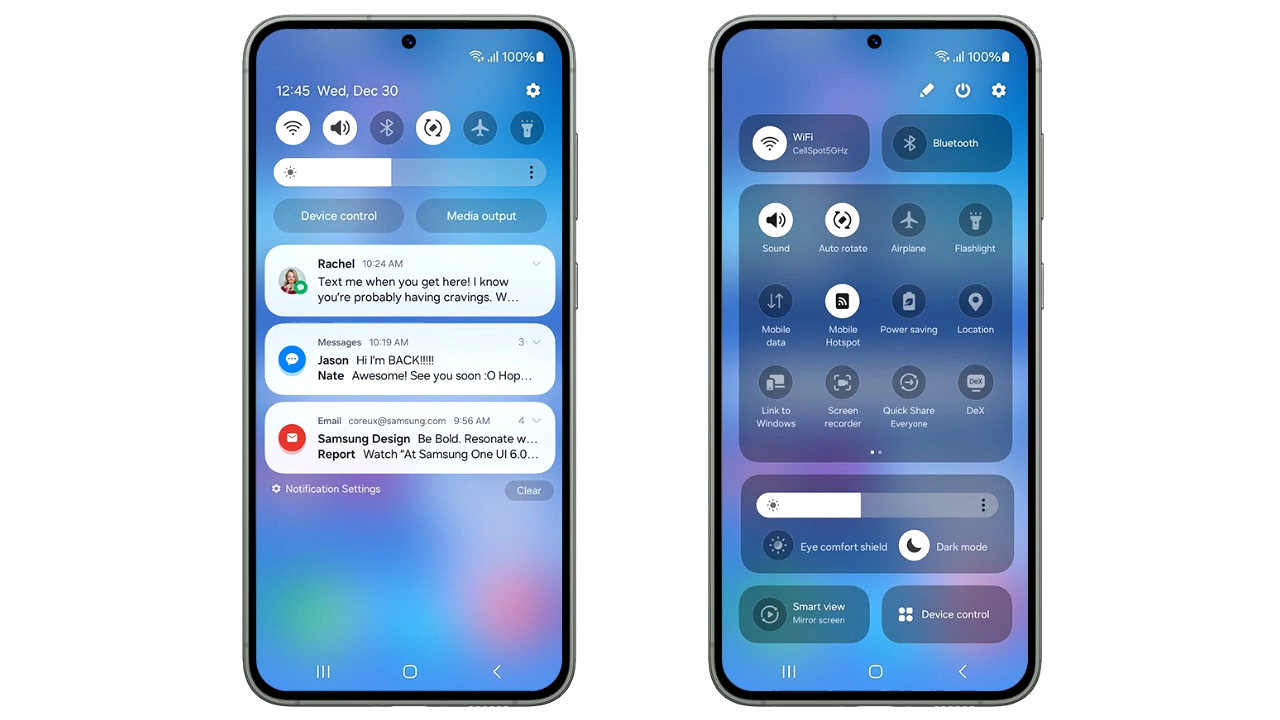 100%
12:45 Wed, Dec 30
Device control
Media output
Rachel 10:24 AM
Text me when you get here! I know
you're probably having cravings. W...
Messages 10:19 AM 3
Jason Hi I'm BACK!!!!!
Nate Awesome! See you soon :O Hop...
Email coreux@samsung.com 9:56 AM 4
Samsung Design Be Bold. Resonate w...
Report Watch "At Samsung One UI 6.0...
Notification Settings
Clear
100%
WiFi
CellSpot5GHz
Bluetooth
Sound
Auto rotate
Airplane
Flashlight
Mobile
data
Mobile
Hotspot
Power saving
Location
Link to
Windows
Screen
recorder
Quick Share
Everyone
DeX
DeX
Eye comfort shield
Dark mode
Smart view
Mirror screen
Device control